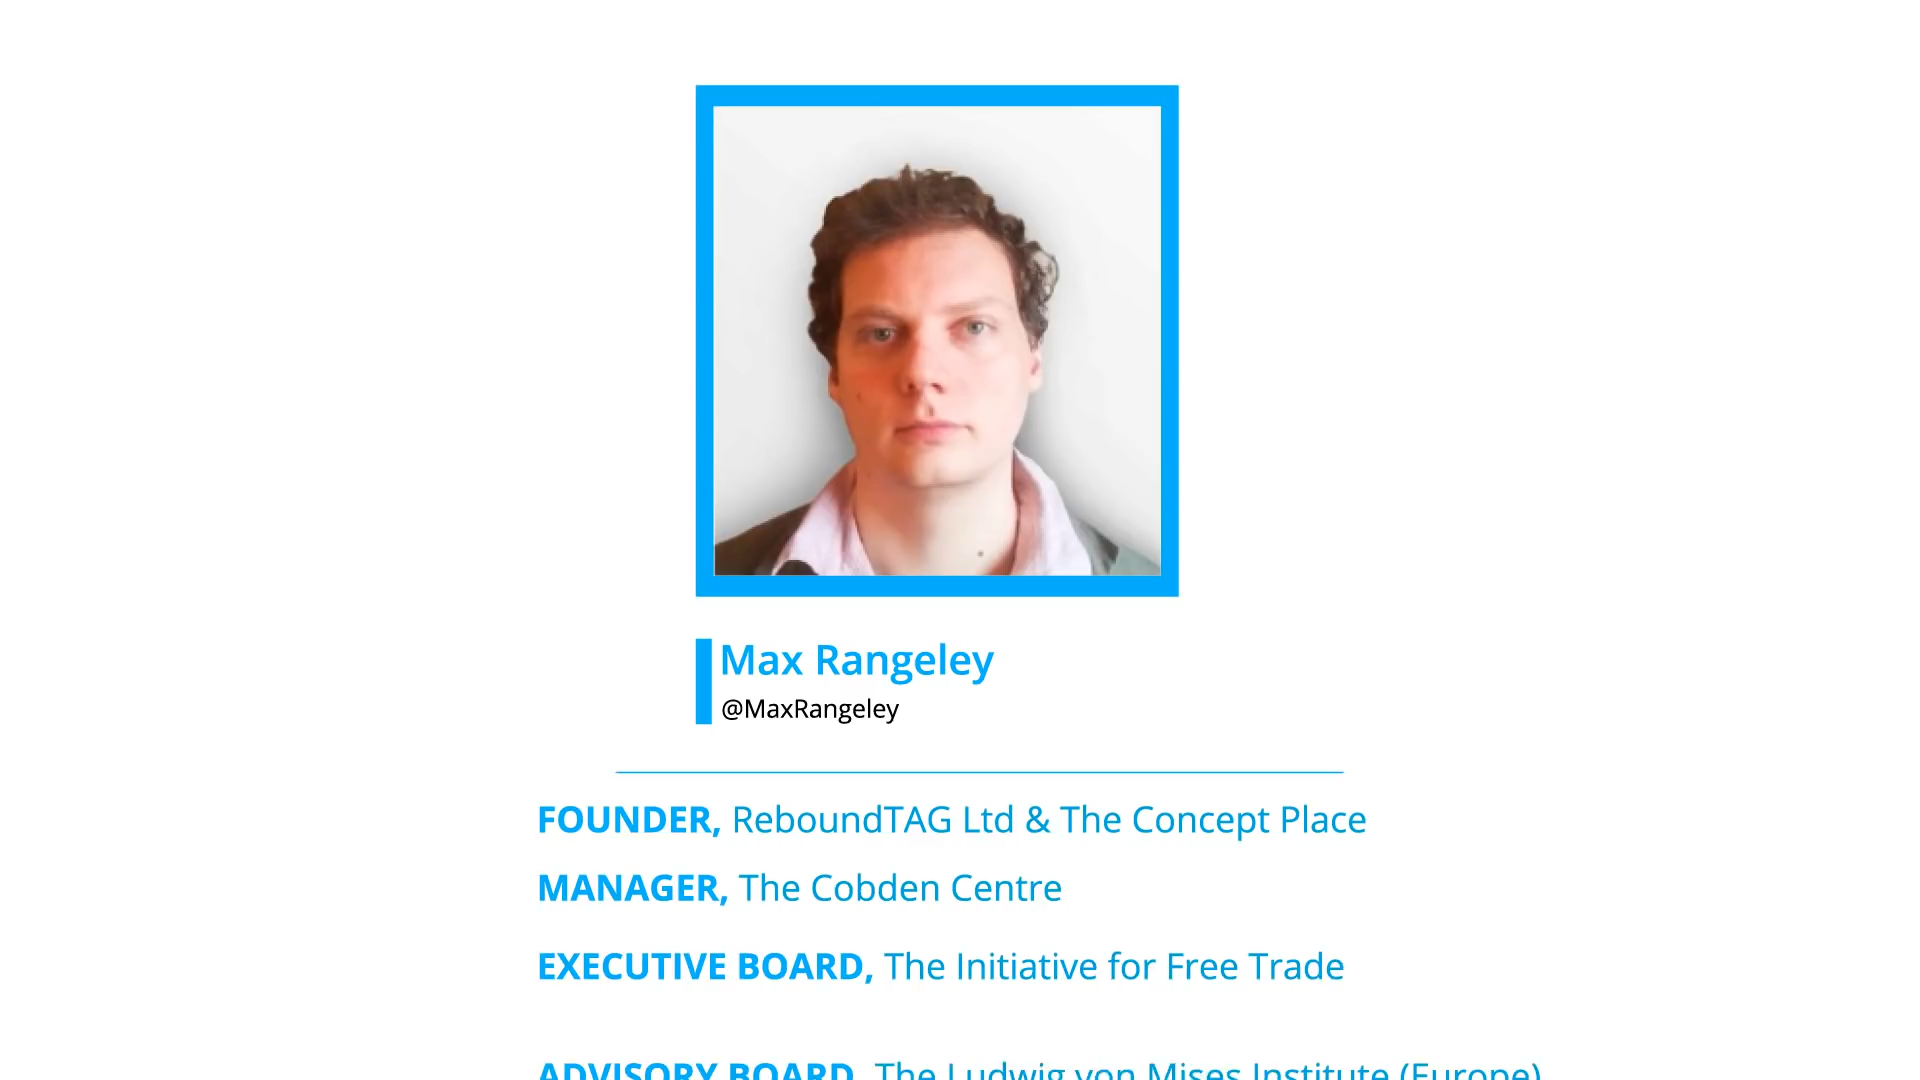 Max Rangeley
@MaxRangeley
FOUNDER, ReboundTAG Ltd & The Concept Place
MANAGER, The Cobden Centre
EXECUTIVE BOARD, The Initiative for Free Trade
ADVISORY BOARD, The Ludwig von Mises Institute (Europe)